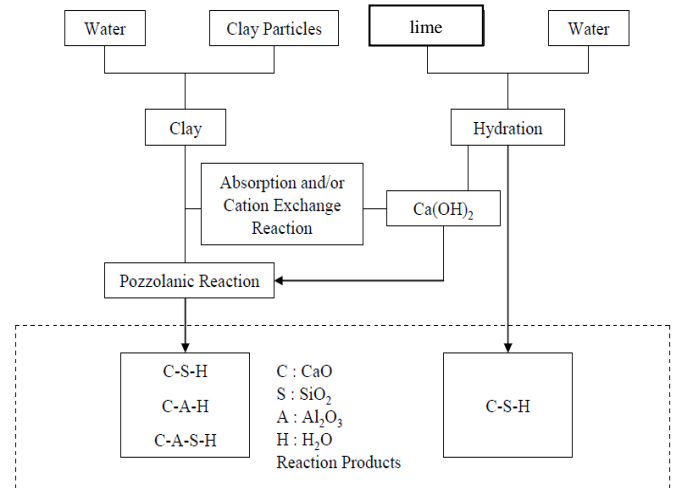 Water
Clay Particles
lime
Water
Clay
Hydration
Absorption and/or
Cation Exchange
Reaction
Ca(OH)₂
Pozzolanic Reaction
C-S-H
C-A-H
C-A-S-H
C : CaO
S : SiO₂
A : Al₂O₃
H : H₂O
Reaction Products
C-S-H